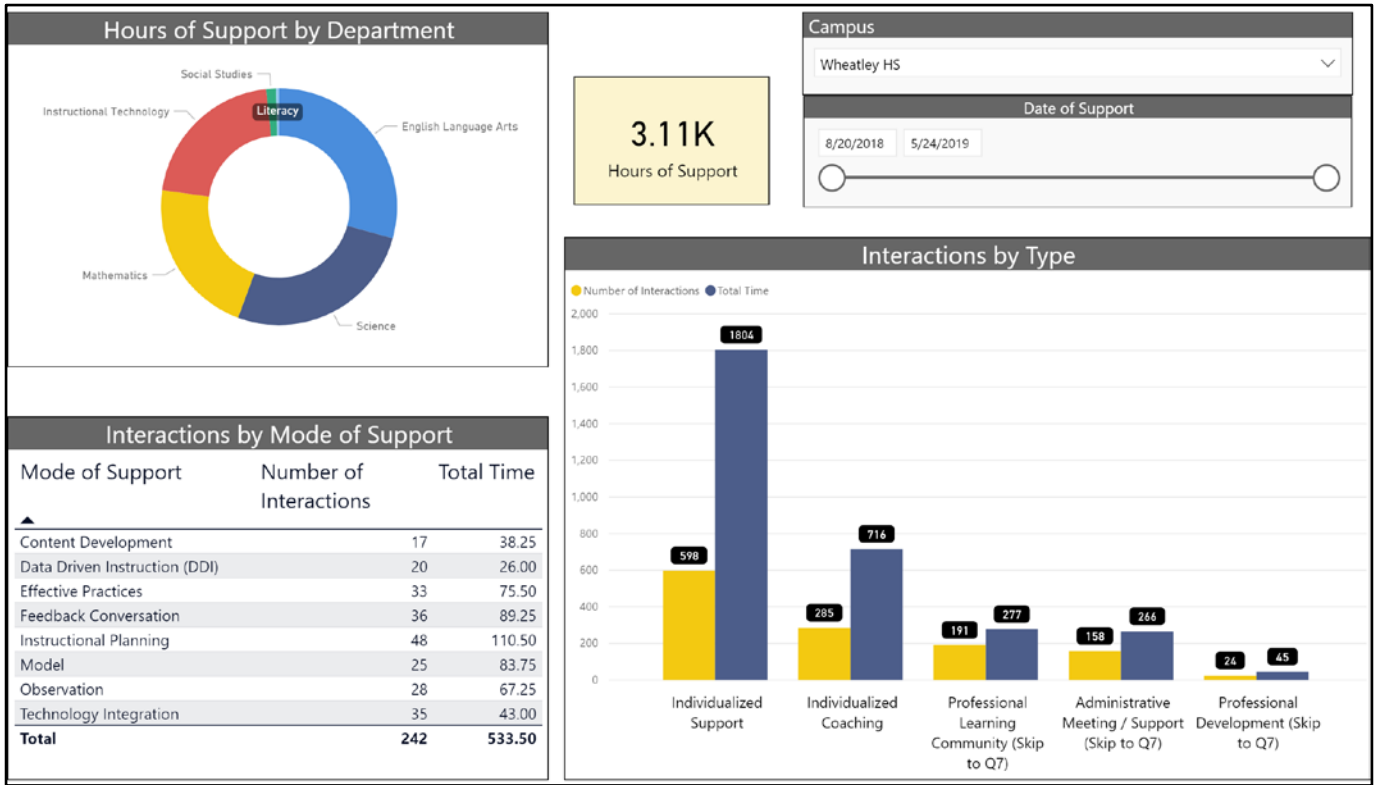 Hours of Support by Department
Social Studies
Instructional Technology
Literacy
English Language Arts
Mathematics
Science
3.11K
Hours of Support
Campus
Wheatley HS
Date of Support
8/20/2018 5/24/2019
Interactions by Mode of Support
Mode of Support Number of Interactions Total Time
Content Development 17 38.25
Data Driven Instruction (DDI) 20 26.00
Effective Practices 33 75.50
Feedback Conversation 36 89.25
Instructional Planning 48 110.50
Model 25 83.75
Observation 28 67.25
Technology Integration 35 43.00
Total 242 533.50
Interactions by Type
Number of Interactions Total Time
2,000
1,800
1,600
1,400
1,200
1,000
800
600
400
200
0
598 1804
285 716
191 277
158 266
24 45
Individualized
Support
Individualized
Coaching
Professional
Learning
Community (Skip
to Q7)
Administrative
Meeting / Support
(Skip to Q7)
Professional
Development (Skip
to Q7)